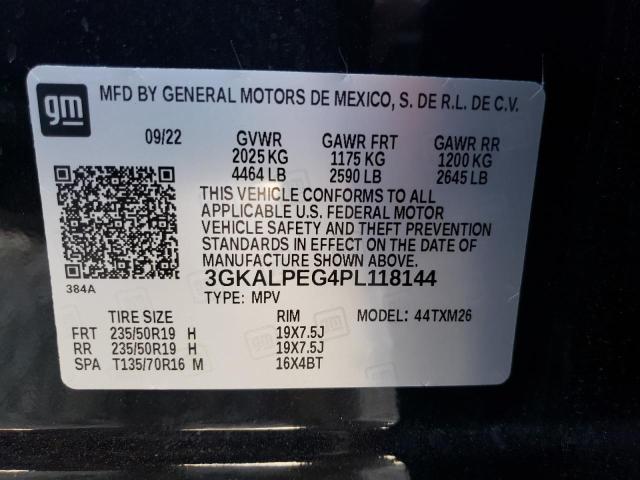 gm
MFD BY GENERAL MOTORS DE MEXICO, S. DE R.L. DE C.V.
09/22 GVWR GAWR FRT GAWR RR
2025 KG 1175 KG 1200 KG
4464 LB 2590 LB 2645 LB
THIS VEHICLE CONFORMS TO ALL
APPLICABLE U.S. FEDERAL MOTOR
VEHICLE SAFETY AND THEFT PREVENTION
STANDARDS IN EFFECT ON THE DATE OF
MANUFACTURE SHOWN ABOVE.
384A
3GKALPEG4PL118144
TYPE: MPV
TIRE SIZE RIM MODEL: 44TXM26
FRT 235/50R19 H 19X7.5J
RR 235/50R19 H 19X7.5J
SPA T135/70R16 M 16X4BT